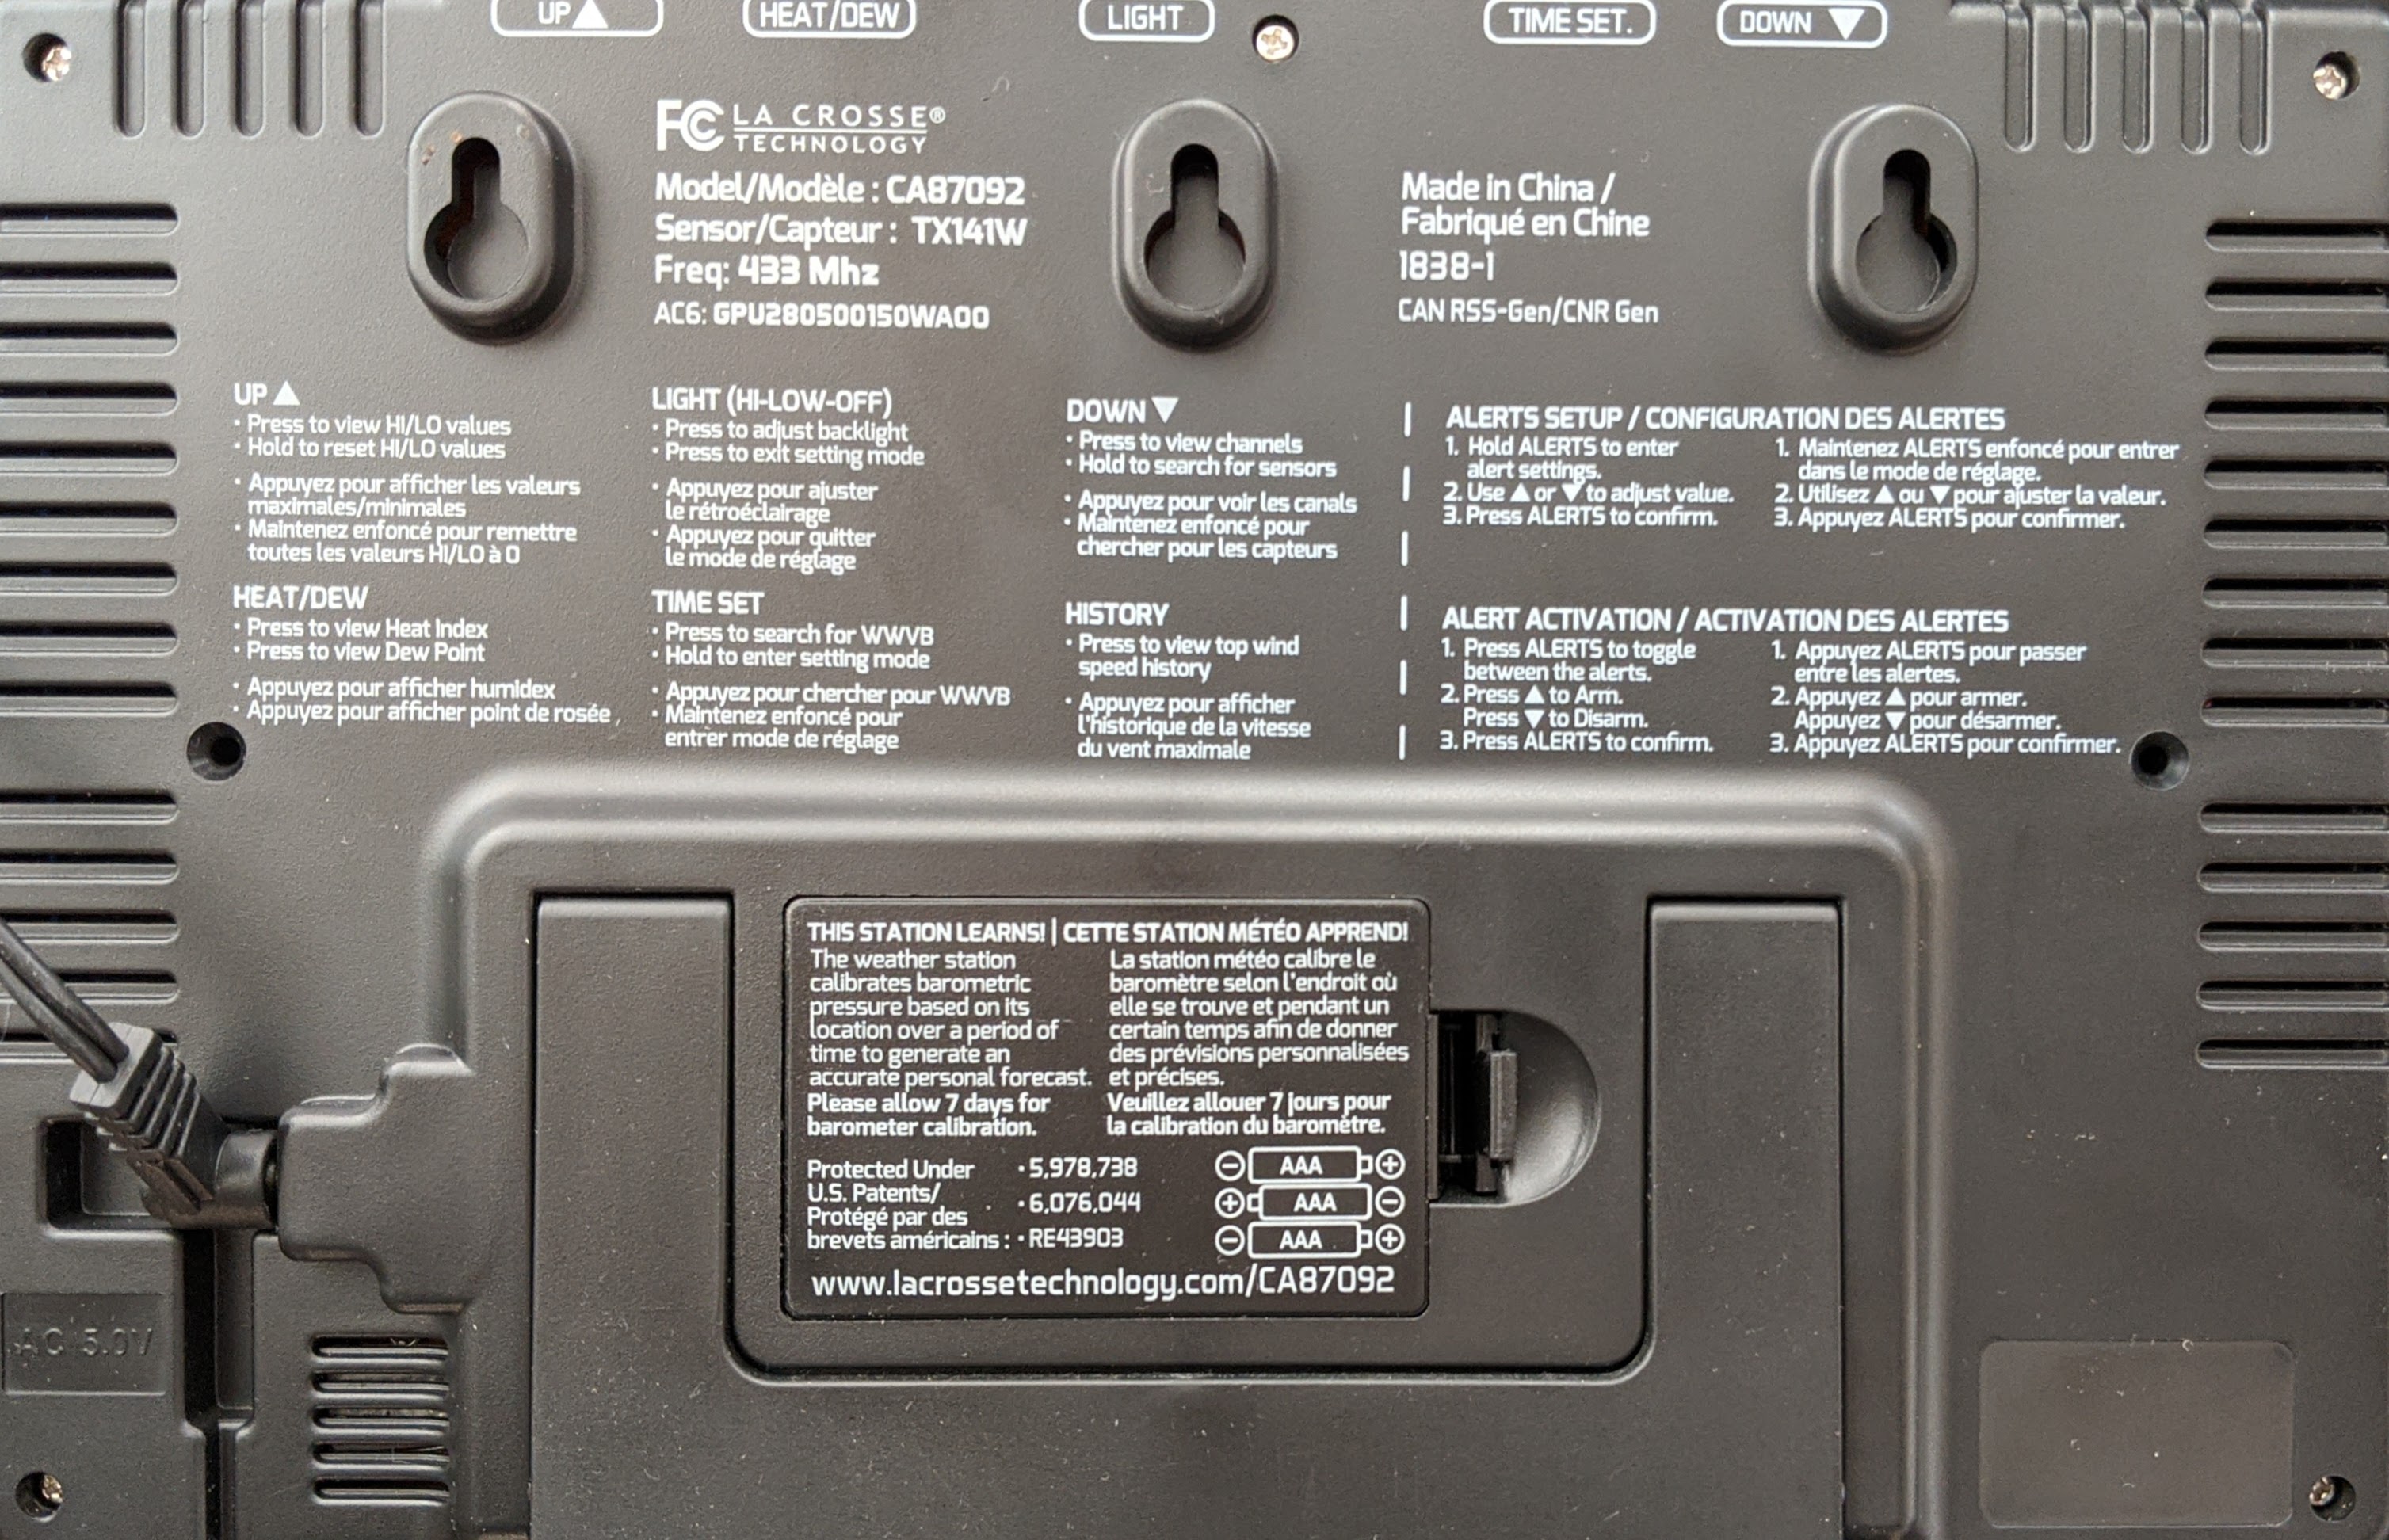 UP ▲
HEAT/DEW
LIGHT
TIME SET.
DOWN ▼
FC LA CROSSE®
TECHNOLOGY
Model/Modèle : CA87092
Sensor/Capteur : TX141W
Freq: 433 Mhz
AC6: GPU280500150WA00
Made in China /
Fabriqué en Chine
1838-1
CAN RSS-Gen/CNR Gen
UP ▲
• Press to view HI/LO values
• Hold to reset HI/LO values
• Appuyez pour afficher les valeurs
maximales/minimales
• Maintenez enfoncé pour remettre
toutes les valeurs HI/LO à 0
HEAT/DEW
• Press to view Heat Index
• Press to view Dew Point
• Appuyez pour afficher humidex
• Appuyez pour afficher point de rosée
LIGHT (HI-LOW-OFF)
• Press to adjust backlight
• Press to exit setting mode
• Appuyez pour ajuster
le rétroéclairage
• Appuyez pour quitter
le mode de réglage
TIME SET
• Press to search for WWVB
• Hold to enter setting mode
• Appuyez pour chercher pour WWVB
• Maintenez enfoncé pour
entrer mode de réglage
DOWN ▼
• Press to view channels
• Hold to search for sensors
• Appuyez pour voir les canals
• Maintenez enfoncé pour
chercher pour les capteurs
HISTORY
• Press to view top wind
speed history
• Appuyez pour afficher
l'historique de la vitesse
du vent maximale
ALERTS SETUP / CONFIGURATION DES ALERTES
1. Hold ALERTS to enter
alert settings.
2. Use ▲ or ▼ to adjust value.
3. Press ALERTS to confirm.
1. Maintenez ALERTS enfoncé pour entrer
dans le mode de réglage.
2. Utilisez ▲ ou ▼ pour ajuster la valeur.
3. Appuyez ALERTS pour confirmer.
ALERT ACTIVATION / ACTIVATION DES ALERTES
1. Press ALERTS to toggle
between the alerts.
2. Press ▲ to Arm.
Press ▼ to Disarm.
3. Press ALERTS to confirm.
1. Appuyez ALERTS pour passer
entre les alertes.
2. Appuyez ▲ pour armer.
Appuyez ▼ pour désarmer.
3. Appuyez ALERTS pour confirmer.
THIS STATION LEARNS! | CETTE STATION MÉTÉO APPREND!
The weather station
calibrates barometric
pressure based on its
location over a period of
time to generate an
accurate personal forecast.
Please allow 7 days for
barometer calibration.
La station météo calibre le
baromètre selon l'endroit où
elle se trouve et pendant un
certain temps afin de donner
des prévisions personnalisées
et précises.
Veuillez allouer 7 jours pour
la calibration du baromètre.
Protected Under
U.S. Patents/
Protégé par des
brevets américains :
• 5,978,738
• 6,076,044
• RE43903
− AAA +
+ AAA −
− AAA +
www.lacrossetechnology.com/CA87092
AC 5.0V